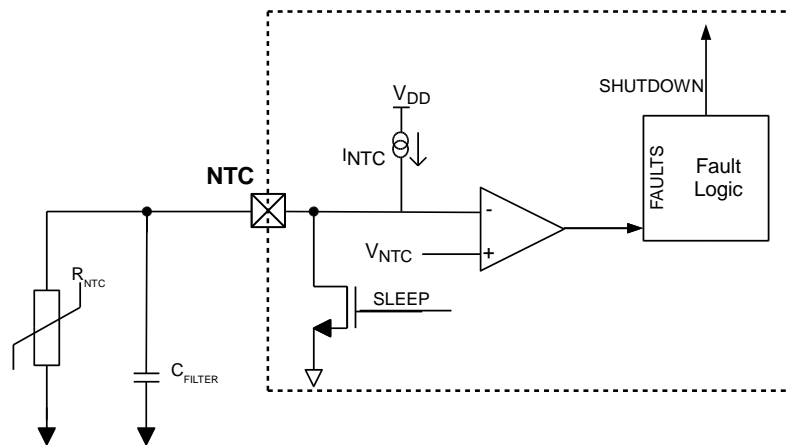 SHUTDOWN
VDD
INTC
NTC
FAULTS
Fault
Logic
-
VNTC
+
RNTC
SLEEP
CFILTER